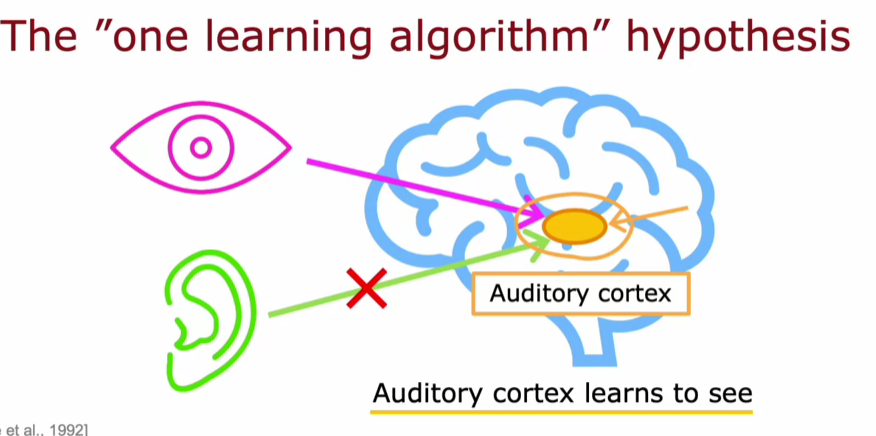 The ”one learning algorithm” hypothesis
Auditory cortex
Auditory cortex learns to see
et al., 1992]